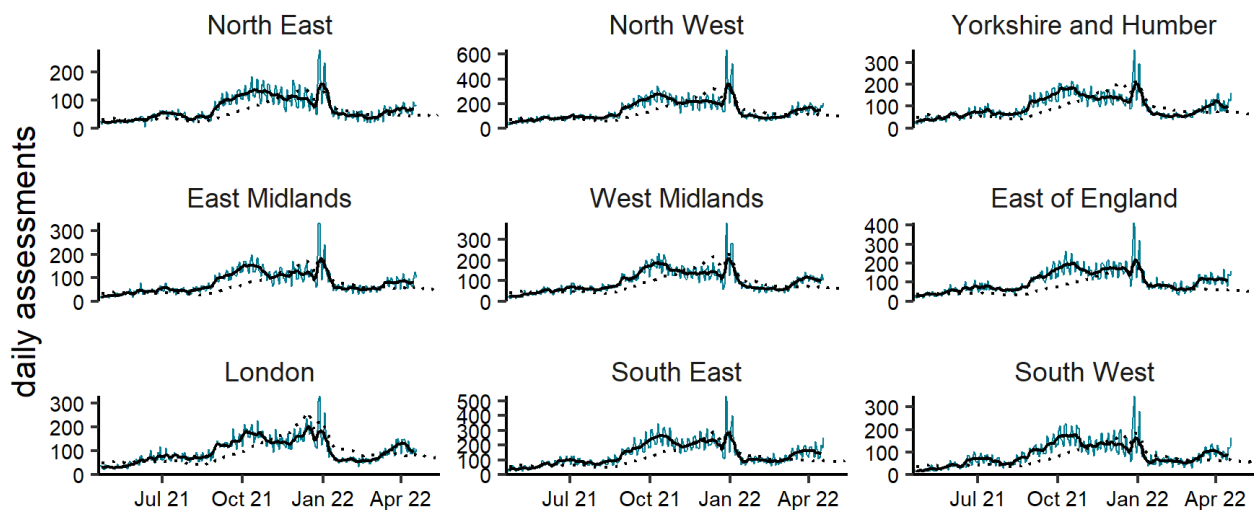 daily assessments
North East
200
100
0
North West
600
400
200
0
Yorkshire and Humber
300
200
100
0
East Midlands
300
200
100
0
West Midlands
300
200
100
0
East of England
400
300
200
100
0
London
300
200
100
0
Jul 21 Oct 21 Jan 22 Apr 22
South East
500
400
300
200
100
0
Jul 21 Oct 21 Jan 22 Apr 22
South West
300
200
100
0
Jul 21 Oct 21 Jan 22 Apr 22